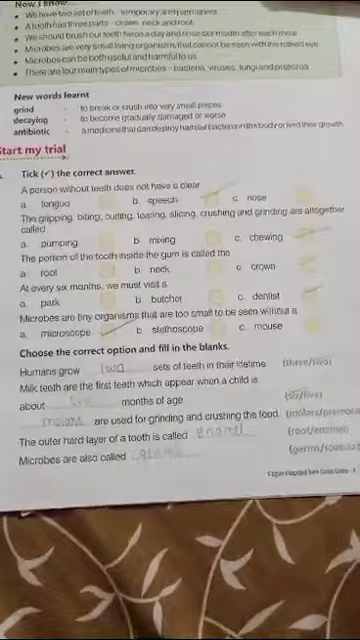 Now I know...
• We have two set of teeth - temporary and permanent.
• A tooth has three parts - crown, neck and root
• We should brush our teeth twice a day and rinse our mouth after each meal
• Microbes are very small living organisms that cannot be seen with the naked eye
• Microbes can be both useful and harmful to us
• There are four main types of microbes - bacteria, viruses, fungi and protozoa
New words learnt
grind - to break or crush into very small pieces
decaying - to become gradually damaged or worse
antibiotic - a medicine that can destroy harmful bacteria in the body or limit their growth
Start my trial
Tick (✓) the correct answer.
A person without teeth does not have a clear
a. tongue b. speech c. nose
The gripping, biting, cutting, tearing, slicing, crushing and grinding are altogether
called
a. pumping b. mixing c. chewing
The portion of the tooth inside the gum is called the
a. root b. neck c. crown
At every six months, we must visit a
a. park b. butcher c. dentist
Microbes are tiny organisms that are too small to be seen without a
a. microscope b. stethoscope c. mouse
Choose the correct option and fill in the blanks.
Humans grow two sets of teeth in their lifetime (three/two)
Milk teeth are the first teeth which appear when a child is
about six months of age (six/five)
molars are used for grinding and crushing the food. (molars/premola
The outer hard layer of a tooth is called enamel (root/enamel)
Microbes are also called germs (germs/